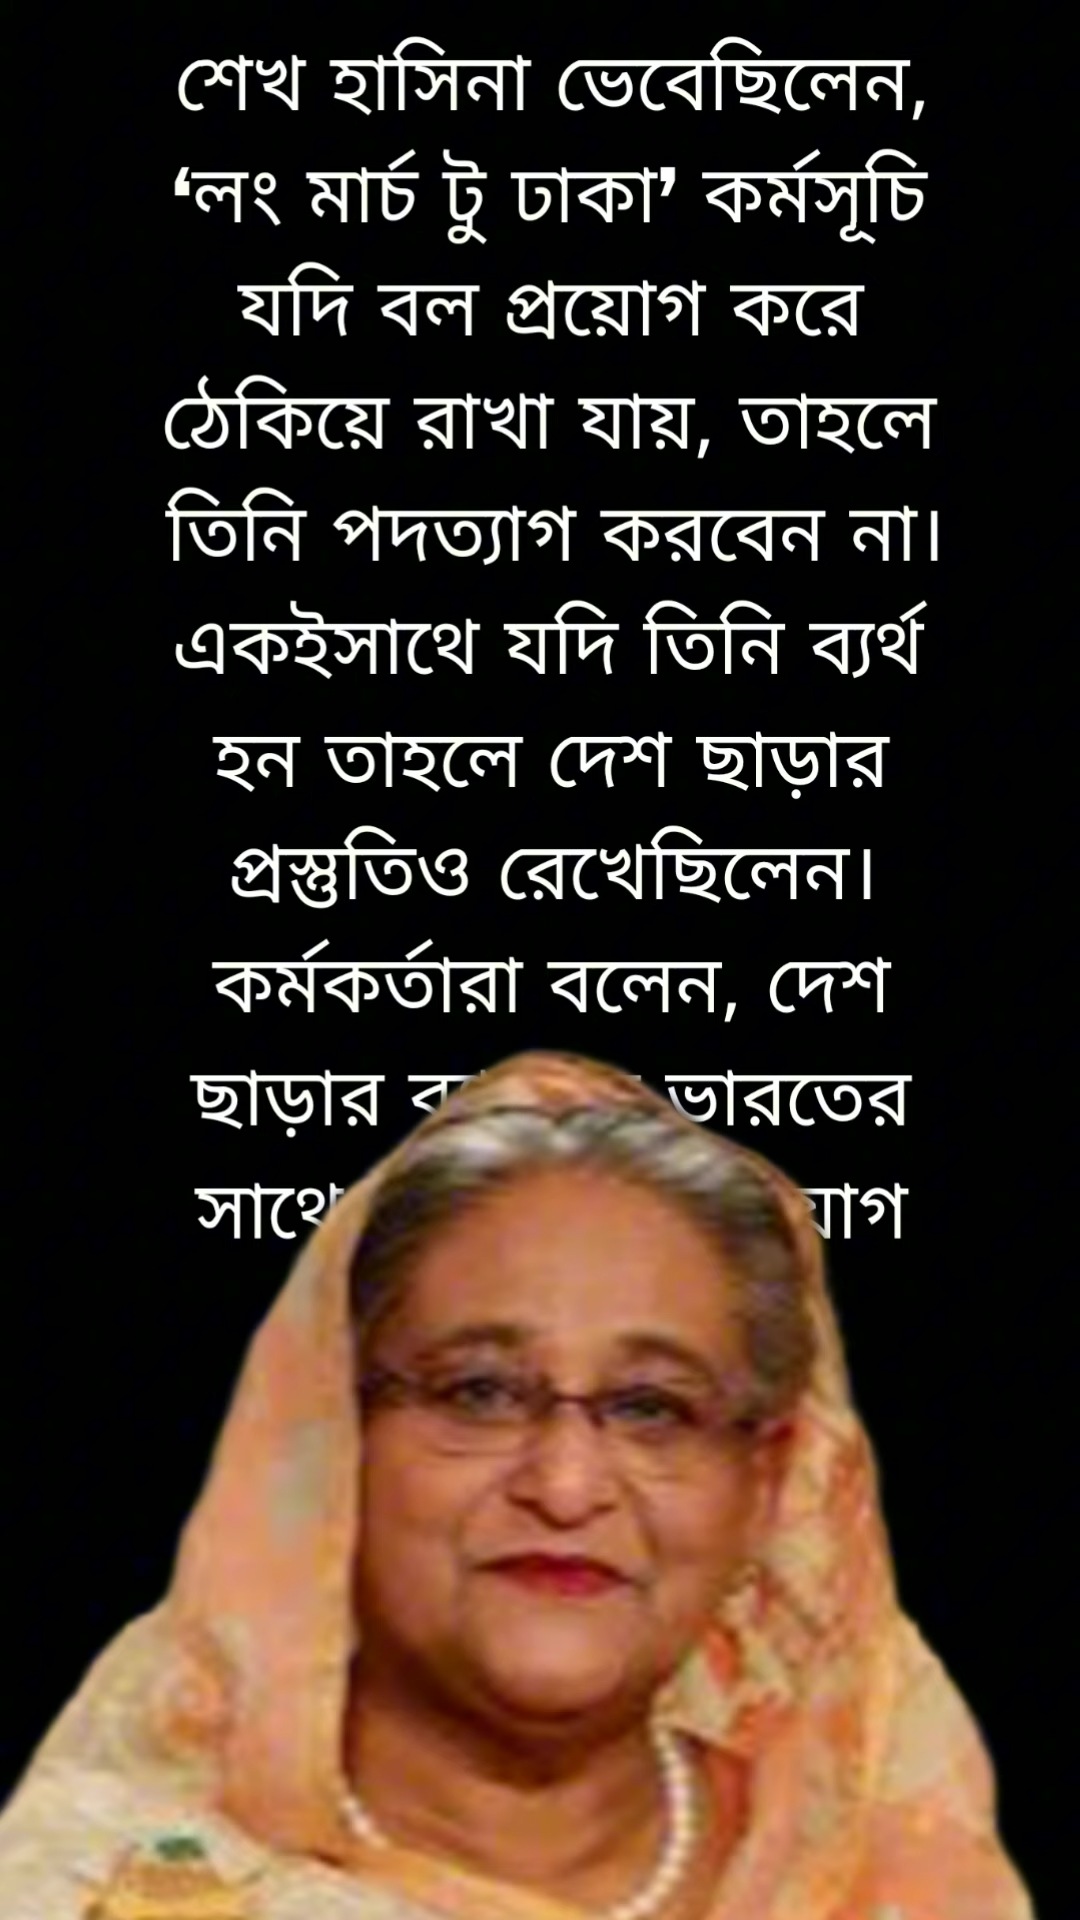 শেখ হাসিনা ভেবেছিলেন,
‘লং মার্চ টু ঢাকা’ কর্মসূচি
যদি বল প্রয়োগ করে
ঠেকিয়ে রাখা যায়, তাহলে
তিনি পদত্যাগ করবেন না।
একইসাথে যদি তিনি ব্যর্থ
হন তাহলে দেশ ছাড়ার
প্রস্তুতিও রেখেছিলেন।
কর্মকর্তারা বলেন, দেশ
ছাড়ার ভারতের
সাথে